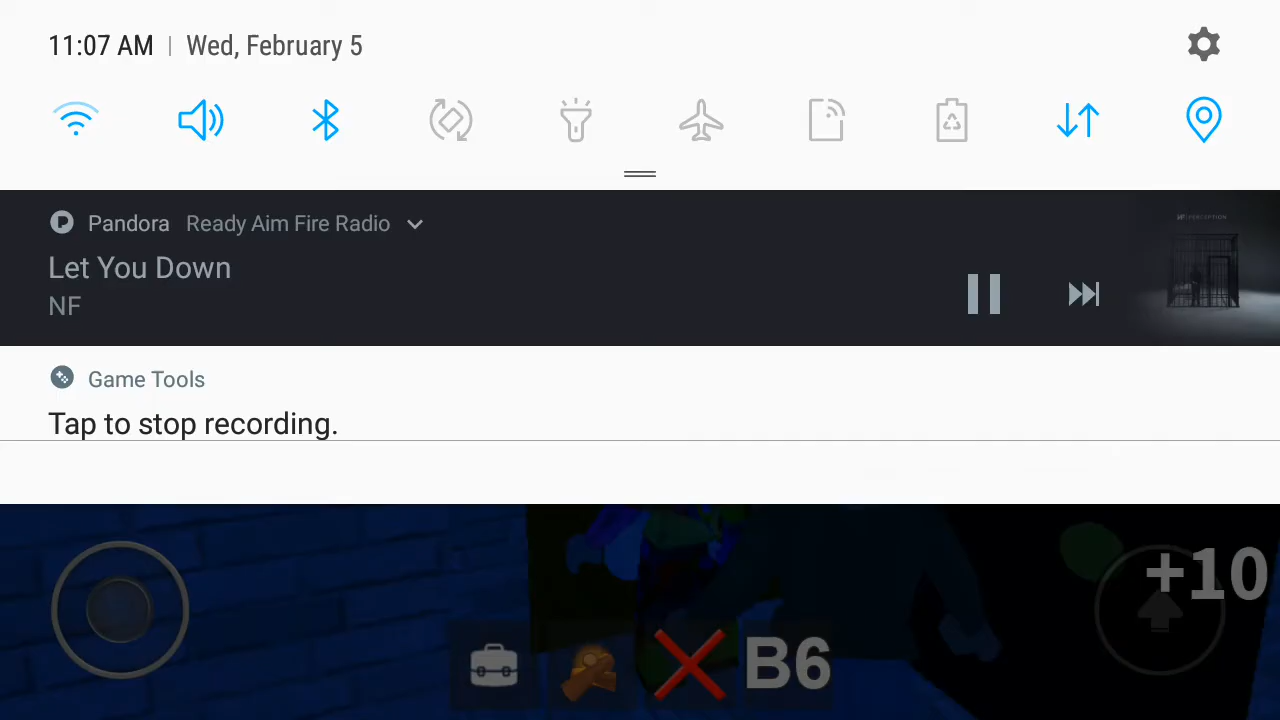 11:07 AM | Wed, February 5
Pandora Ready Aim Fire Radio
Let You Down
NF
PERCEPTION
Game Tools
Tap to stop recording.
+10
B6